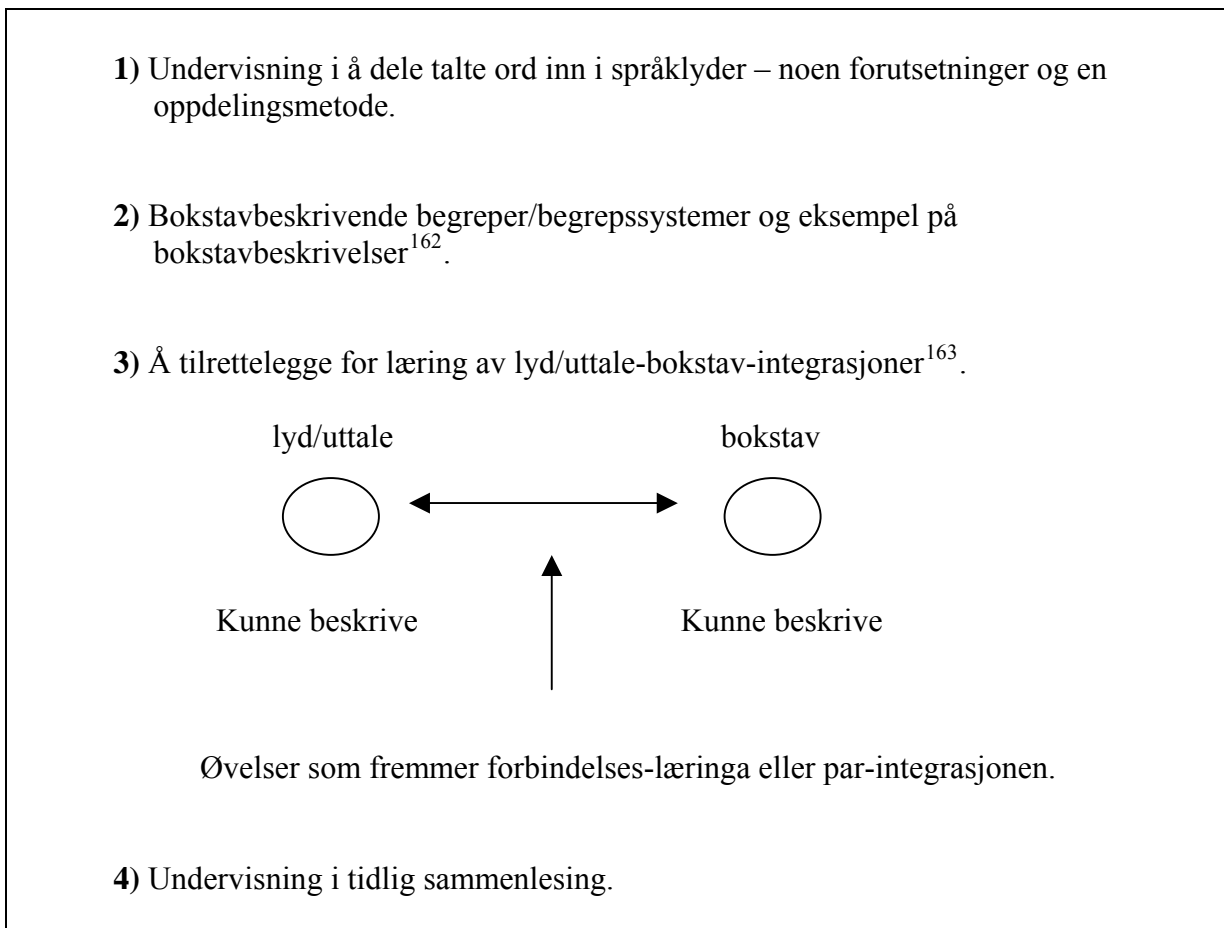 1) Undervisning i å dele talte ord inn i språklyder – noen forutsetninger og en
oppdelingsmetode.
2) Bokstavbeskrivende begreper/begrepssystemer og eksempel på
bokstavbeskrivelser162.
3) Å tilrettelegge for læring av lyd/uttale-bokstav-integrasjoner163.
lyd/uttale bokstav
Kunne beskrive Kunne beskrive
Øvelser som fremmer forbindelses-læringa eller par-integrasjonen.
4) Undervisning i tidlig sammenlesing.